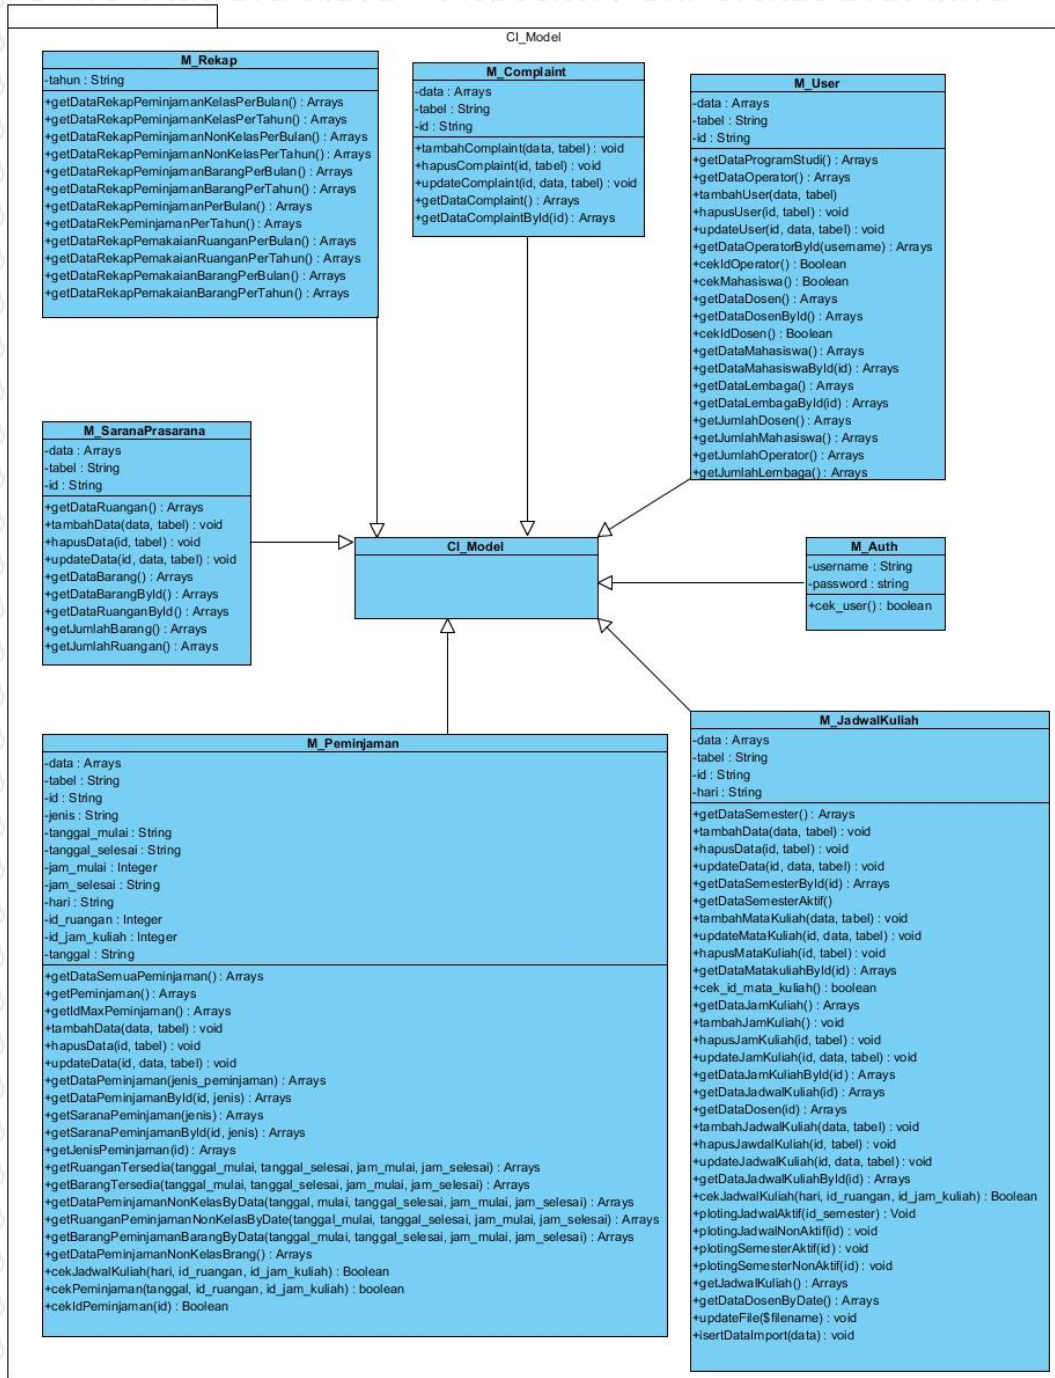 CI_Model
M_Rekap
-tahun : String
+getDataRekapPeminjamanKelasPerBulan() : Arrays
+getDataRekapPeminjamanKelasPerTahun() : Arrays
+getDataRekapPeminjamanNonKelasPerBulan() : Arrays
+getDataRekapPeminjamanNonKelasPerTahun() : Arrays
+getDataRekapPeminjamanBarangPerBulan() : Arrays
+getDataRekapPeminjamanBarangPerTahun() : Arrays
+getDataRekapPeminjamanPerBulan() : Arrays
+getDataRekPeminjamanPerTahun() : Arrays
+getDataRekapPemakaianRuanganPerBulan() : Arrays
+getDataRekapPemakaianRuanganPerTahun() : Arrays
+getDataRekapPemakaianBarangPerBulan() : Arrays
+getDataRekapPemakaianBarangPerTahun() : Arrays
M_Complaint
-data : Arrays
-tabel : String
-id : String
+tambahComplaint(data, tabel) : void
+hapusComplaint(id, tabel) : void
+updateComplaint(id, data, tabel) : void
+getDataComplaint() : Arrays
+getDataComplaintById(id) : Arrays
M_User
-data : Arrays
-tabel : String
-id : String
+getDataProgramStudi() : Arrays
+getDataOperator() : Arrays
+tambahUser(data, tabel)
+hapusUser(id, tabel) : void
+updateUser(id, data, tabel) : void
+getDataOperatorById(username) : Arrays
+cekIdOperator() : Boolean
+cekMahasiswa() : Boolean
+getDataDosen() : Arrays
+getDataDosenById() : Arrays
+cekIdDosen() : Boolean
+getDataMahasiswa() : Arrays
+getDataMahasiswaById(id) : Arrays
+getDataLembaga() : Arrays
+getDataLembagaById(id) : Arrays
+getJumlahDosen() : Arrays
+getJumlahMahasiswa() : Arrays
+getJumlahOperator() : Arrays
+getJumlahLembaga() : Arrays
M_SaranaPrasarana
-data : Arrays
-tabel : String
-id : String
+getDataRuangan() : Arrays
+tambahData(data, tabel) : void
+hapusData(id, tabel) : void
+updateData(id, data, tabel) : void
+getDataBarang() : Arrays
+getDataBarangById() : Arrays
+getDataRuanganById() : Arrays
+getJumlahBarang() : Arrays
+getJumlahRuangan() : Arrays
CI_Model
M_Auth
-username : String
-password : string
+cek_user() : boolean
M_Peminjaman
-data : Arrays
-tabel : String
-id : String
-jenis : String
-tanggal_mulai : String
-tanggal_selesai : String
-jam_mulai : Integer
-jam_selesai : String
-hari : String
-id_ruangan : Integer
-id_jam_kuliah : Integer
-tanggal : String
+getDataSemuaPeminjaman() : Arrays
+getPeminjaman() : Arrays
+getIdMaxPeminjaman() : Arrays
+tambahData(data, tabel) : void
+hapusData(id, tabel) : void
+updateData(id, data, tabel) : void
+getDataPeminjaman(jenis_peminjaman) : Arrays
+getDataPeminjamanById(id, jenis) : Arrays
+getSaranaPeminjaman(jenis) : Arrays
+getSaranaPeminjamanById(id, jenis) : Arrays
+getJenisPeminjaman(id) : Arrays
+getRuanganTersedia(tanggal_mulai, tanggal_selesai, jam_mulai, jam_selesai) : Arrays
+getBarangTersedia(tanggal_mulai, tanggal_selesai, jam_mulai, jam_selesai) : Arrays
+getDataPeminjamanNonKelasByData(tanggal, mulai, tanggal_selesai, jam_mulai, jam_selesai) : Arrays
+getRuanganPeminjamanNonKelasByDate(tanggal_mulai, tanggal_selesai, jam_mulai, jam_selesai) : Arrays
+getBarangPeminjamanBarangByData(tanggal_mulai, tanggal_selesai, jam_mulai, jam_selesai) : Arrays
+getDataPeminjamanNonKelasBrang() : Arrays
+cekJadwalKuliah(hari, id_ruangan, id_jam_kuliah) : Boolean
+cekPeminjaman(tanggal, id_ruangan, id_jam_kuliah) : boolean
+cekIdPeminjaman(id) : Boolean
M_JadwalKuliah
-data : Arrays
-tabel : String
-id : String
-hari : String
+getDataSemester() : Arrays
+tambahData(data, tabel) : void
+hapusData(id, tabel) : void
+updateData(id, data, tabel) : void
+getDataSemesterById(id) : Arrays
+getDataSemesterAktif()
+tambahMataKuliah(data, tabel) : void
+updateMataKuliah(id, data, tabel) : void
+hapusMataKuliah(id, tabel) : void
+getDataMatakuliahById(id) : Arrays
+cek_id_mata_kuliah() : boolean
+getDataJamKuliah() : Arrays
+tambahJamKuliah() : void
+hapusJamKuliah(id, tabel) : void
+updateJamKuliah(id, data, tabel) : void
+getDataJamKuliahById(id) : Arrays
+getDataJadwalKuliah(id) : Arrays
+getDataDosen(id) : Arrays
+tambahJadwalKuliah(data, tabel) : void
+hapusJawdalKuliah(id, tabel) : void
+updateJadwalKuliah(id, data, tabel) : void
+getDataJadwalKuliahById(id) : Arrays
+cekJadwalKuliah(hari, id_ruangan, id_jam_kuliah) : Boolean
+plotingJadwalAktif(id_semester) : Void
+plotingJadwalNonAktif(id) : void
+plotingSemesterAktif(id) : void
+plotingSemesterNonAktif(id) : void
+getJadwalKuliah() : Arrays
+getDataDosenByDate() : Arrays
+updateFile($filename) : void
+isertDataImport(data) : void